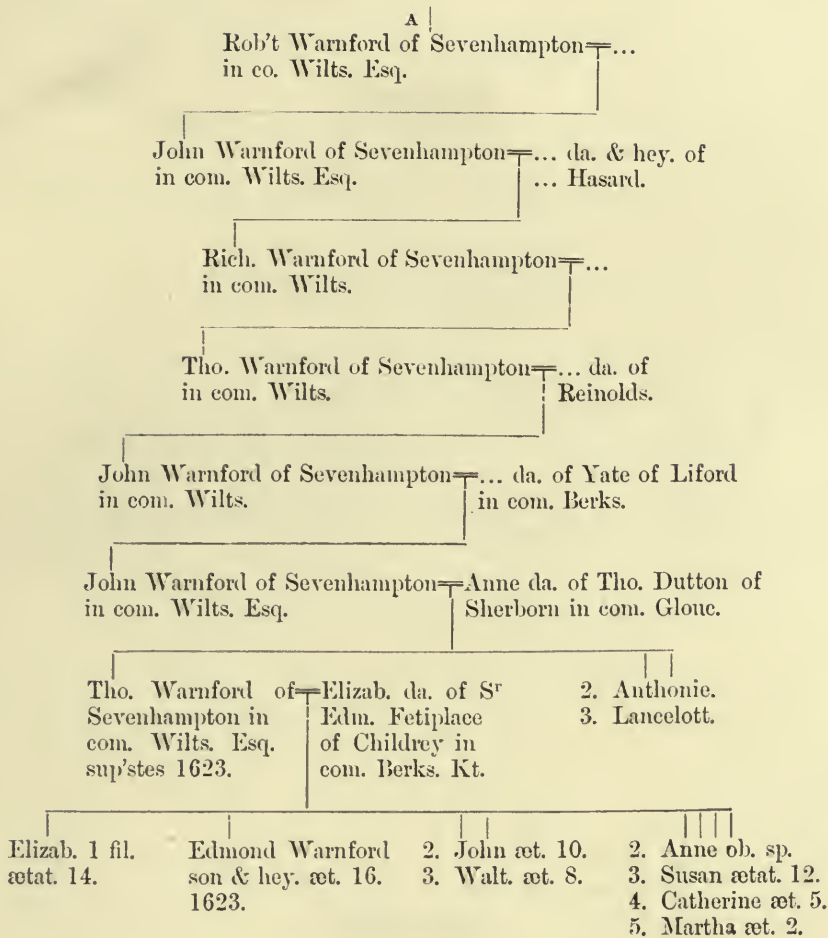 A
Rob't Warnford of Sevenhampton=...
in co. Wilts. Esq.
John Warnford of Sevenhampton=... da. & hey. of
in com. Wilts. Esq. ... Hasard.
Rich. Warnford of Sevenhampton=...
in com. Wilts.
Tho. Warnford of Sevenhampton=... da. of
in com. Wilts. Reinolds.
John Warnford of Sevenhampton=... da. of Yate of Liford
in com. Wilts. in com. Berks.
John Warnford of Sevenhampton=Anne da. of Tho. Dutton of
in com. Wilts. Esq. Sherborn in com. Glouc.
Tho. Warnford of=Elizab. da. of Sʳ
Sevenhampton in Edm. Fetiplace
com. Wilts. Esq. of Childrey in
sup'stes 1623. com. Berks. Kt.
2. Anthonie.
3. Lancelott.
Elizab. 1 fil.
ætat. 14.
Edmond Warnford
son & hey. æt. 16.
1623.
2. John æt. 10.
3. Walt. æt. 8.
2. Anne ob. sp.
3. Susan ætat. 12.
4. Catherine æt. 5.
5. Martha æt. 2.